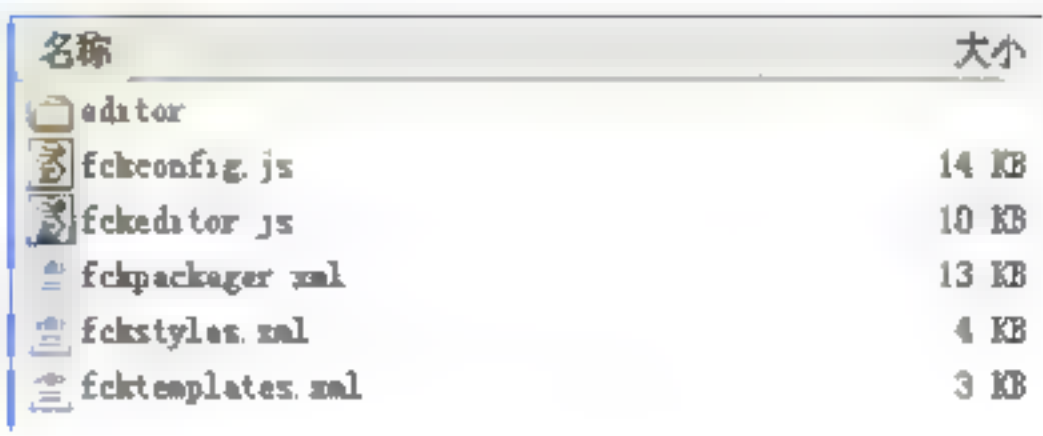 名称 大小
editor
fckconfig.js 14 KB
fckeditor.js 10 KB
fckpackager.xml 13 KB
fckstyles.xml 4 KB
fcktemplates.xml 3 KB